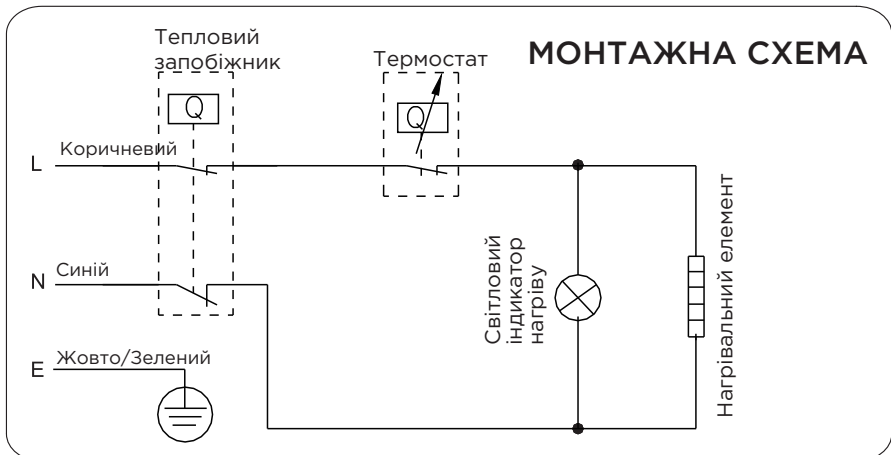 МОНТАЖНА СХЕМА
Тепловий
запобіжник
Термостат
Q
Q
L
Коричневий
N
Синій
E
Жовто/Зелений
Світловий
індикатор
нагріву
Нагрівальний елемент